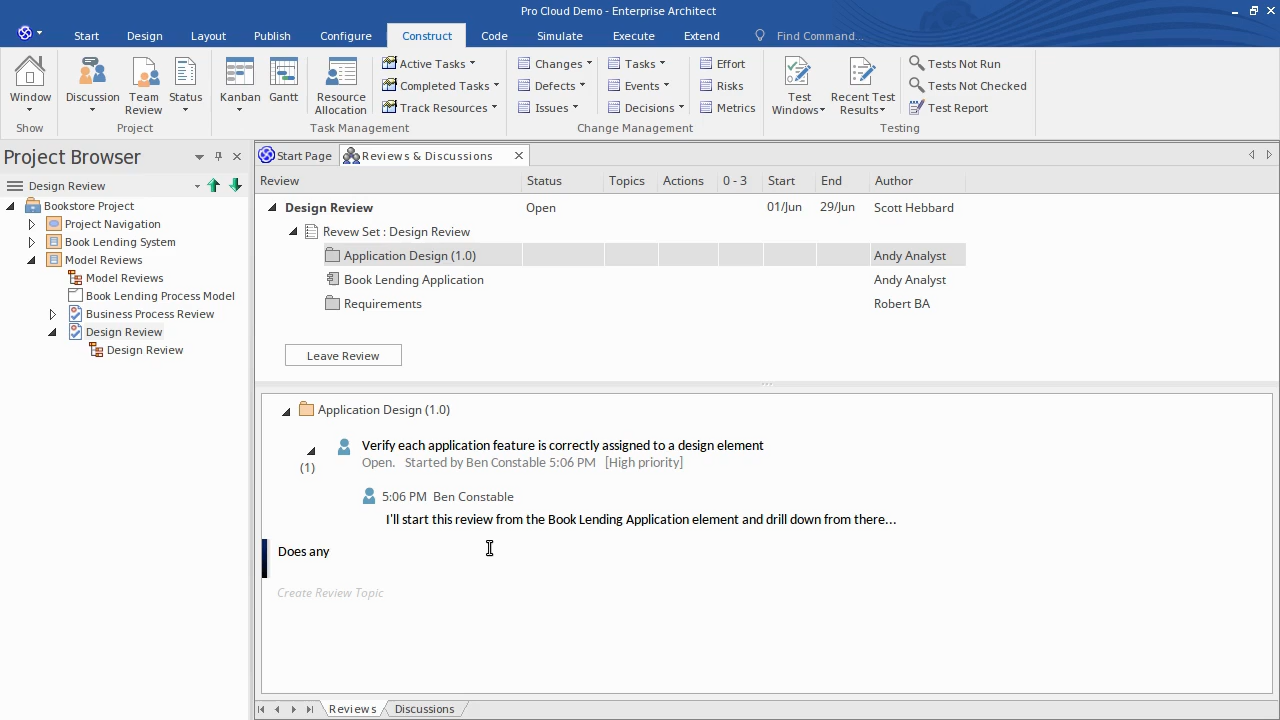 Pro Cloud Demo - Enterprise Architect
Start Design Layout Publish Configure Construct Code Simulate Execute Extend Find Command...
Window Discussion Team Review Status Kanban Gantt Resource Allocation
Active Tasks Changes Tasks Effort
Completed Tasks Defects Events Risks
Track Resources Issues Decisions Metrics
Test Windows Recent Test Results
Tests Not Run
Tests Not Checked
Test Report
Show Project Task Management Change Management Testing
Project Browser
Design Review
Bookstore Project
Project Navigation
Book Lending System
Model Reviews
Model Reviews
Book Lending Process Model
Business Process Review
Design Review
Design Review
Start Page Reviews & Discussions
Review Status Topics Actions 0 - 3 Start End Author
Design Review Open 01/Jun 29/Jun Scott Hebbard
Revew Set : Design Review
Application Design (1.0) Andy Analyst
Book Lending Application Andy Analyst
Requirements Robert BA
Leave Review
Application Design (1.0)
Verify each application feature is correctly assigned to a design element
(1) Open. Started by Ben Constable 5:06 PM [High priority]
5:06 PM Ben Constable
I'll start this review from the Book Lending Application element and drill down from there...
Does any
Create Review Topic
Reviews Discussions